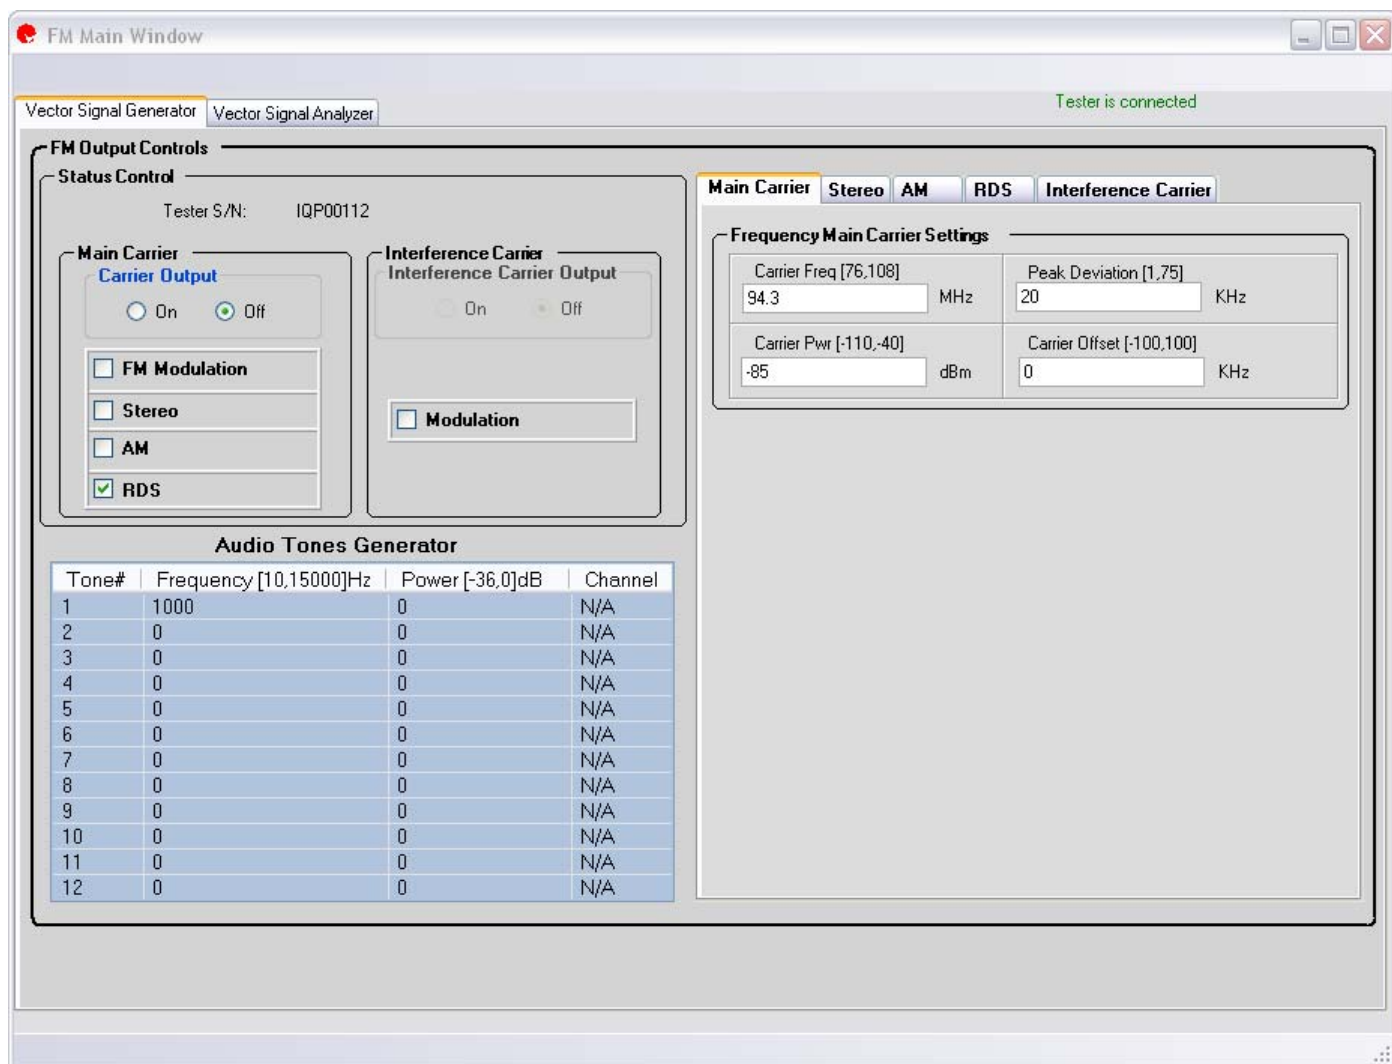 FM Main Window
Vector Signal Generator Vector Signal Analyzer
Tester is connected
FM Output Controls
Status Control
Tester S/N: IQP00112
Main Carrier
Carrier Output
On Off
FM Modulation
Stereo
AM
RDS
Interference Carrier
Interference Carrier Output
On Off
Modulation
Audio Tones Generator
Tone# Frequency [10,15000]Hz Power [-36,0]dB Channel
1 1000 0 N/A
2 0 0 N/A
3 0 0 N/A
4 0 0 N/A
5 0 0 N/A
6 0 0 N/A
7 0 0 N/A
8 0 0 N/A
9 0 0 N/A
10 0 0 N/A
11 0 0 N/A
12 0 0 N/A
Main Carrier Stereo AM RDS Interference Carrier
Frequency Main Carrier Settings
Carrier Freq [76,108]
94.3 MHz
Peak Deviation [1,75]
20 KHz
Carrier Pwr [-110,-40]
-85 dBm
Carrier Offset [-100,100]
0 KHz